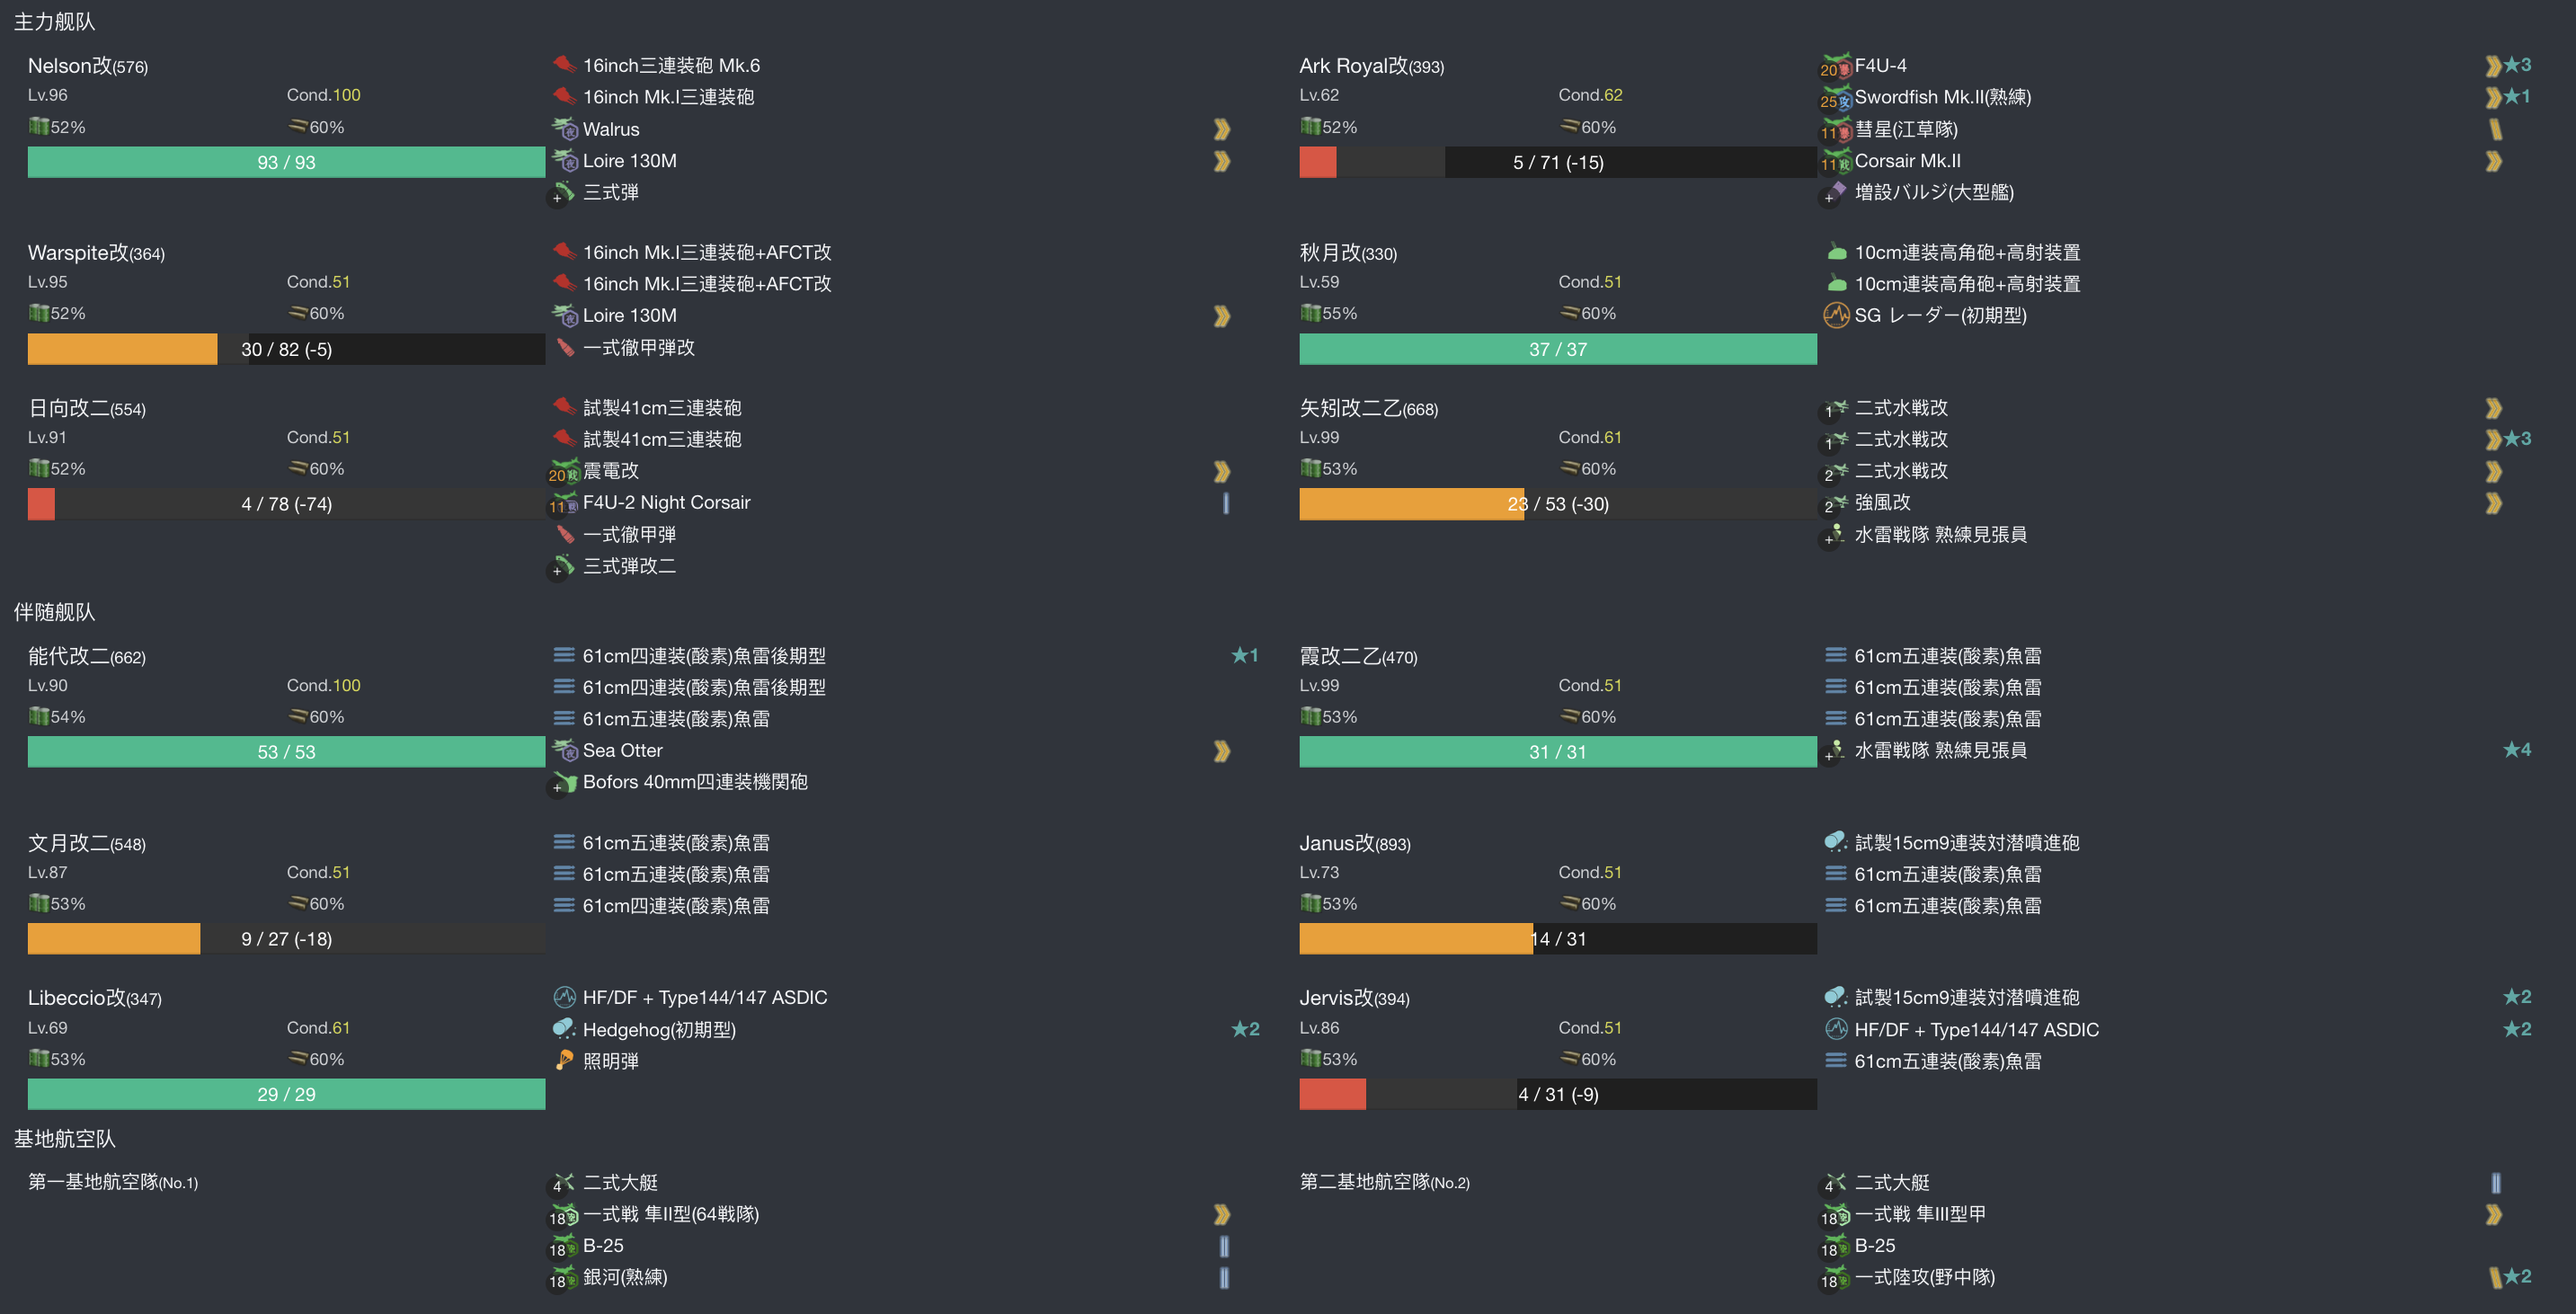 主力舰队
Nelson改(576)
Lv.96 Cond.100
52% 60%
93 / 93
16inch三連装砲 Mk.6
16inch Mk.I三連装砲
Walrus
Loire 130M
+ 三式弾
Ark Royal改(393)
Lv.62 Cond.62
52% 60%
5 / 71 (-15)
20 F4U-4 ★3
25 Swordfish Mk.II(熟練) ★1
11 彗星(江草隊)
11 Corsair Mk.II
+ 増設バルジ(大型艦)
Warspite改(364)
Lv.95 Cond.51
52% 60%
30 / 82 (-5)
16inch Mk.I三連装砲+AFCT改
16inch Mk.I三連装砲+AFCT改
Loire 130M
一式徹甲弾改
秋月改(330)
Lv.59 Cond.51
55% 60%
37 / 37
10cm連装高角砲+高射装置
10cm連装高角砲+高射装置
SG レーダー(初期型)
日向改二(554)
Lv.91 Cond.51
52% 60%
4 / 78 (-74)
試製41cm三連装砲
試製41cm三連装砲
20 震電改
11 F4U-2 Night Corsair
一式徹甲弾
+ 三式弾改二
矢矧改二乙(668)
Lv.99 Cond.61
53% 60%
23 / 53 (-30)
1 二式水戦改
1 二式水戦改 ★3
2 二式水戦改
2 強風改
+ 水雷戦隊 熟練見張員
伴随舰队
能代改二(662)
Lv.90 Cond.100
54% 60%
53 / 53
61cm四連装(酸素)魚雷後期型 ★1
61cm四連装(酸素)魚雷後期型
61cm五連装(酸素)魚雷
Sea Otter
+ Bofors 40mm四連装機関砲
霞改二乙(470)
Lv.99 Cond.51
53% 60%
31 / 31
61cm五連装(酸素)魚雷
61cm五連装(酸素)魚雷
61cm五連装(酸素)魚雷
+ 水雷戦隊 熟練見張員 ★4
文月改二(548)
Lv.87 Cond.51
53% 60%
9 / 27 (-18)
61cm五連装(酸素)魚雷
61cm五連装(酸素)魚雷
61cm四連装(酸素)魚雷
Janus改(893)
Lv.73 Cond.51
53% 60%
14 / 31
試製15cm9連装対潜噴進砲
61cm五連装(酸素)魚雷
61cm五連装(酸素)魚雷
Libeccio改(347)
Lv.69 Cond.61
53% 60%
29 / 29
HF/DF + Type144/147 ASDIC
Hedgehog(初期型) ★2
照明弾
Jervis改(394)
Lv.86 Cond.51
53% 60%
4 / 31 (-9)
試製15cm9連装対潜噴進砲 ★2
HF/DF + Type144/147 ASDIC ★2
61cm五連装(酸素)魚雷
基地航空队
第一基地航空隊(No.1)
4 二式大艇
18 一式戦 隼II型(64戦隊)
18 B-25
18 銀河(熟練)
第二基地航空隊(No.2)
4 二式大艇
18 一式戦 隼III型甲
18 B-25
18 一式陸攻(野中隊) ★2